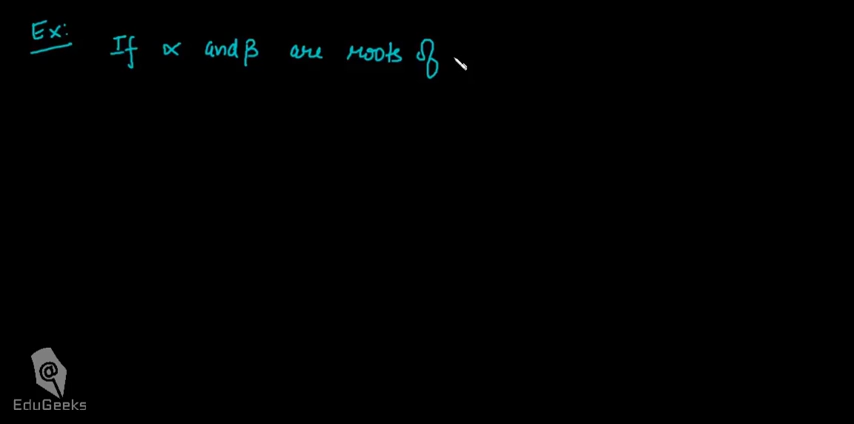 Ex: If α and β are roots of
EduGeeks